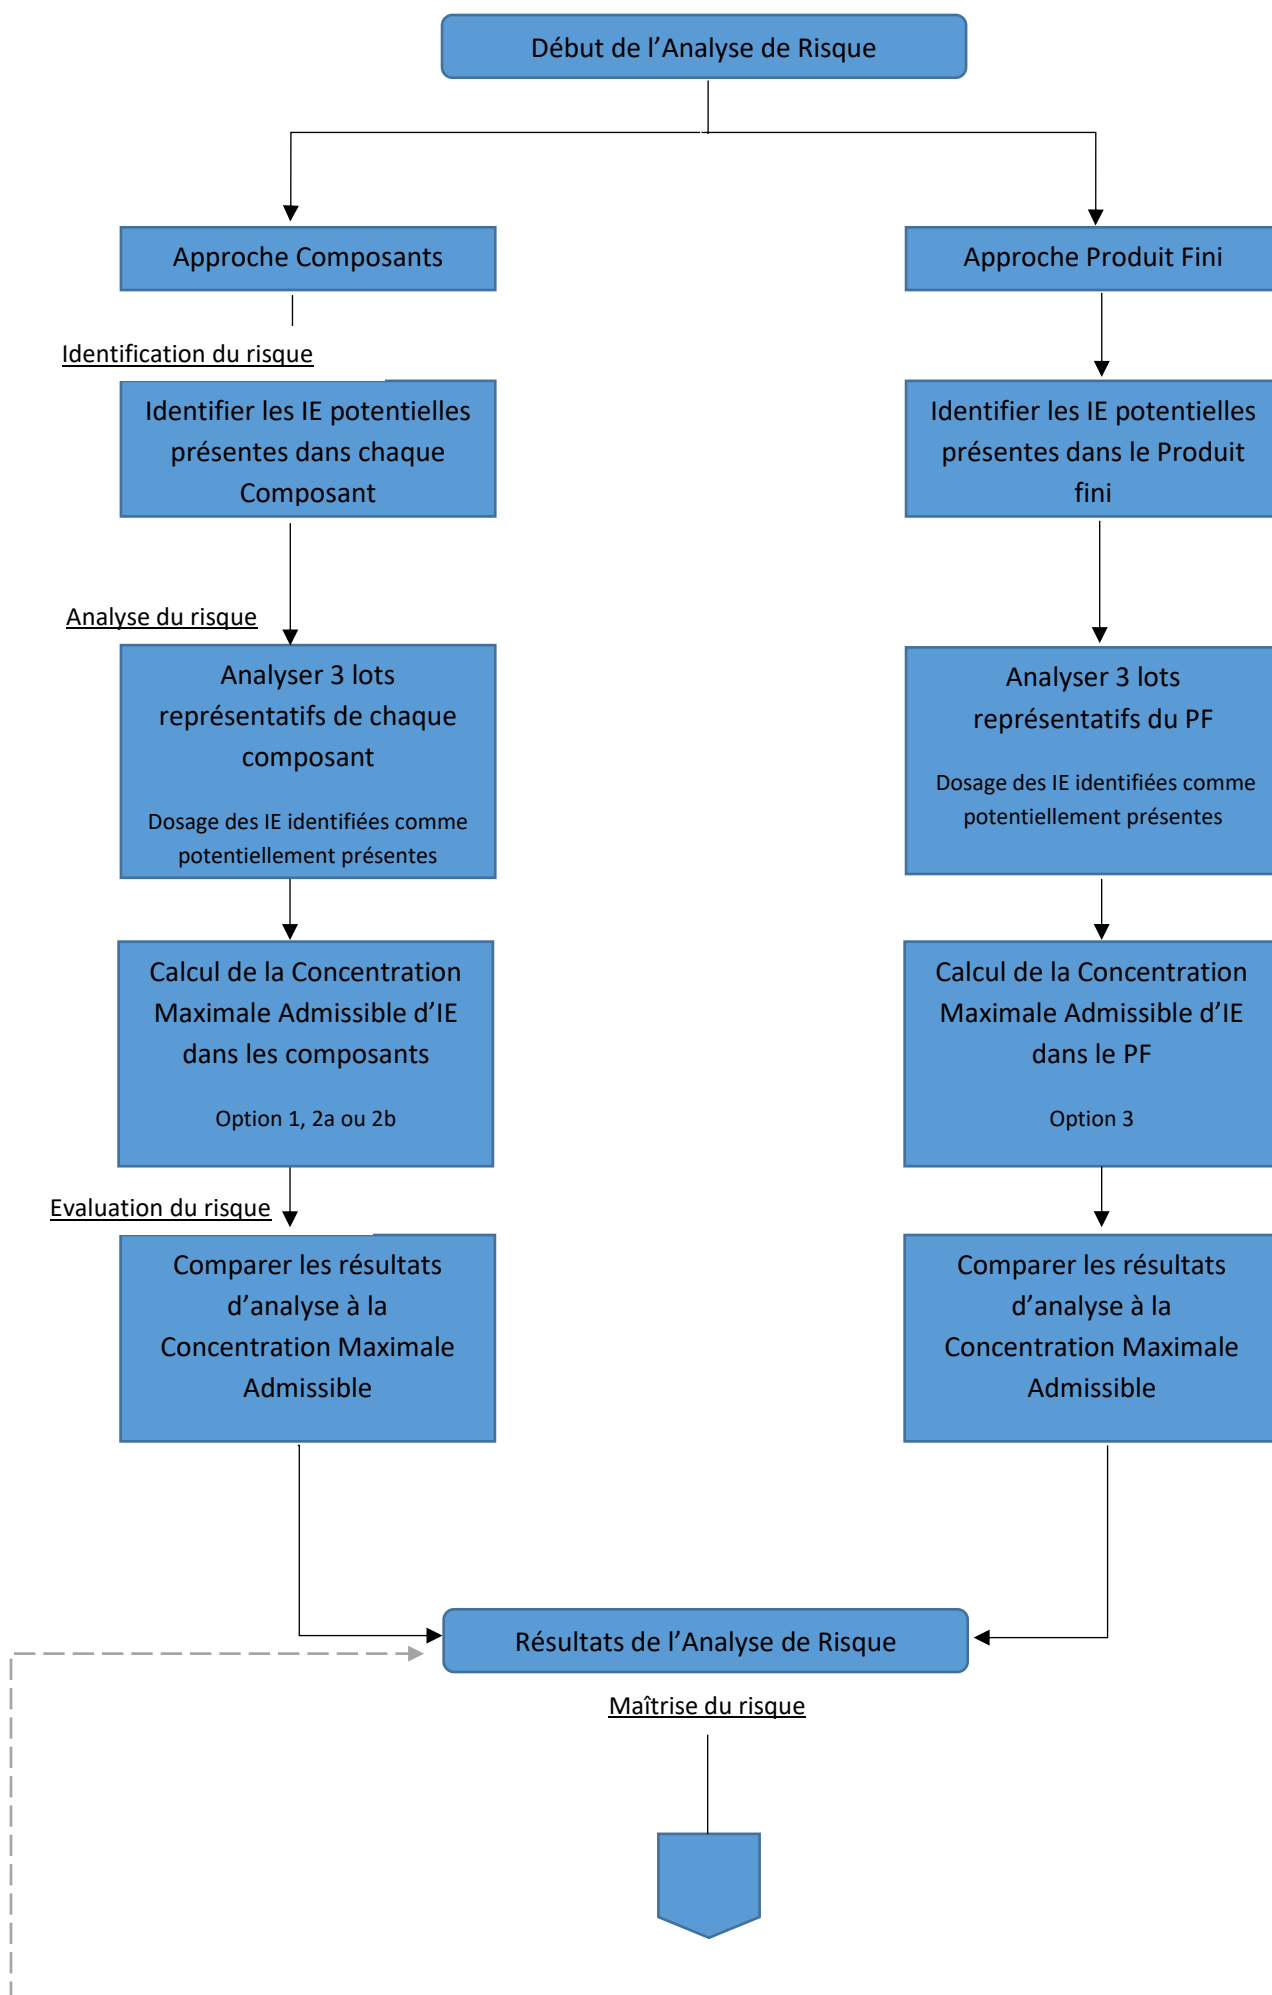 Début de l’Analyse de Risque
Approche Composants
Approche Produit Fini
Identification du risque
Identifier les IE potentielles
présentes dans chaque
Composant
Identifier les IE potentielles
présentes dans le Produit
fini
Analyse du risque
Analyser 3 lots
représentatifs de chaque
composant
Dosage des IE identifiées comme
potentiellement présentes
Analyser 3 lots
représentatifs du PF
Dosage des IE identifiées comme
potentiellement présentes
Calcul de la Concentration
Maximale Admissible d’IE
dans les composants
Option 1, 2a ou 2b
Calcul de la Concentration
Maximale Admissible d’IE
dans le PF
Option 3
Evaluation du risque
Comparer les résultats
d’analyse à la
Concentration Maximale
Admissible
Comparer les résultats
d’analyse à la
Concentration Maximale
Admissible
Résultats de l’Analyse de Risque
Maîtrise du risque